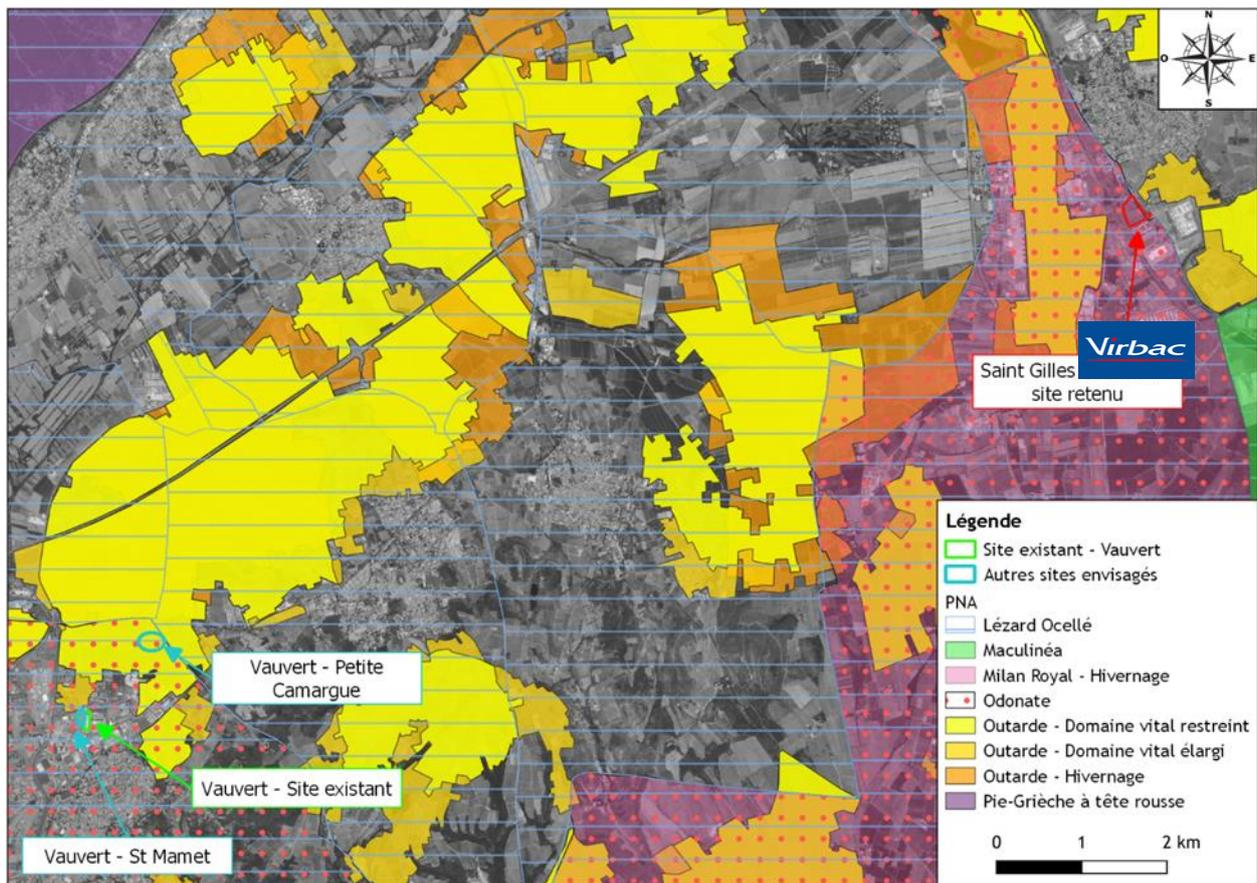 N
O
E
S
Virbac
Saint Gilles
site retenu
Vauvert - Petite
Camargue
Vauvert - Site existant
Vauvert - St Mamet
Légende
Site existant - Vauvert
Autres sites envisagés
PNA
Lézard Ocellé
Maculinéa
Milan Royal - Hivernage
Odonate
Outarde - Domaine vital restreint
Outarde - Domaine vital élargi
Outarde - Hivernage
Pie-Grièche à tête rousse
0 1 2 km